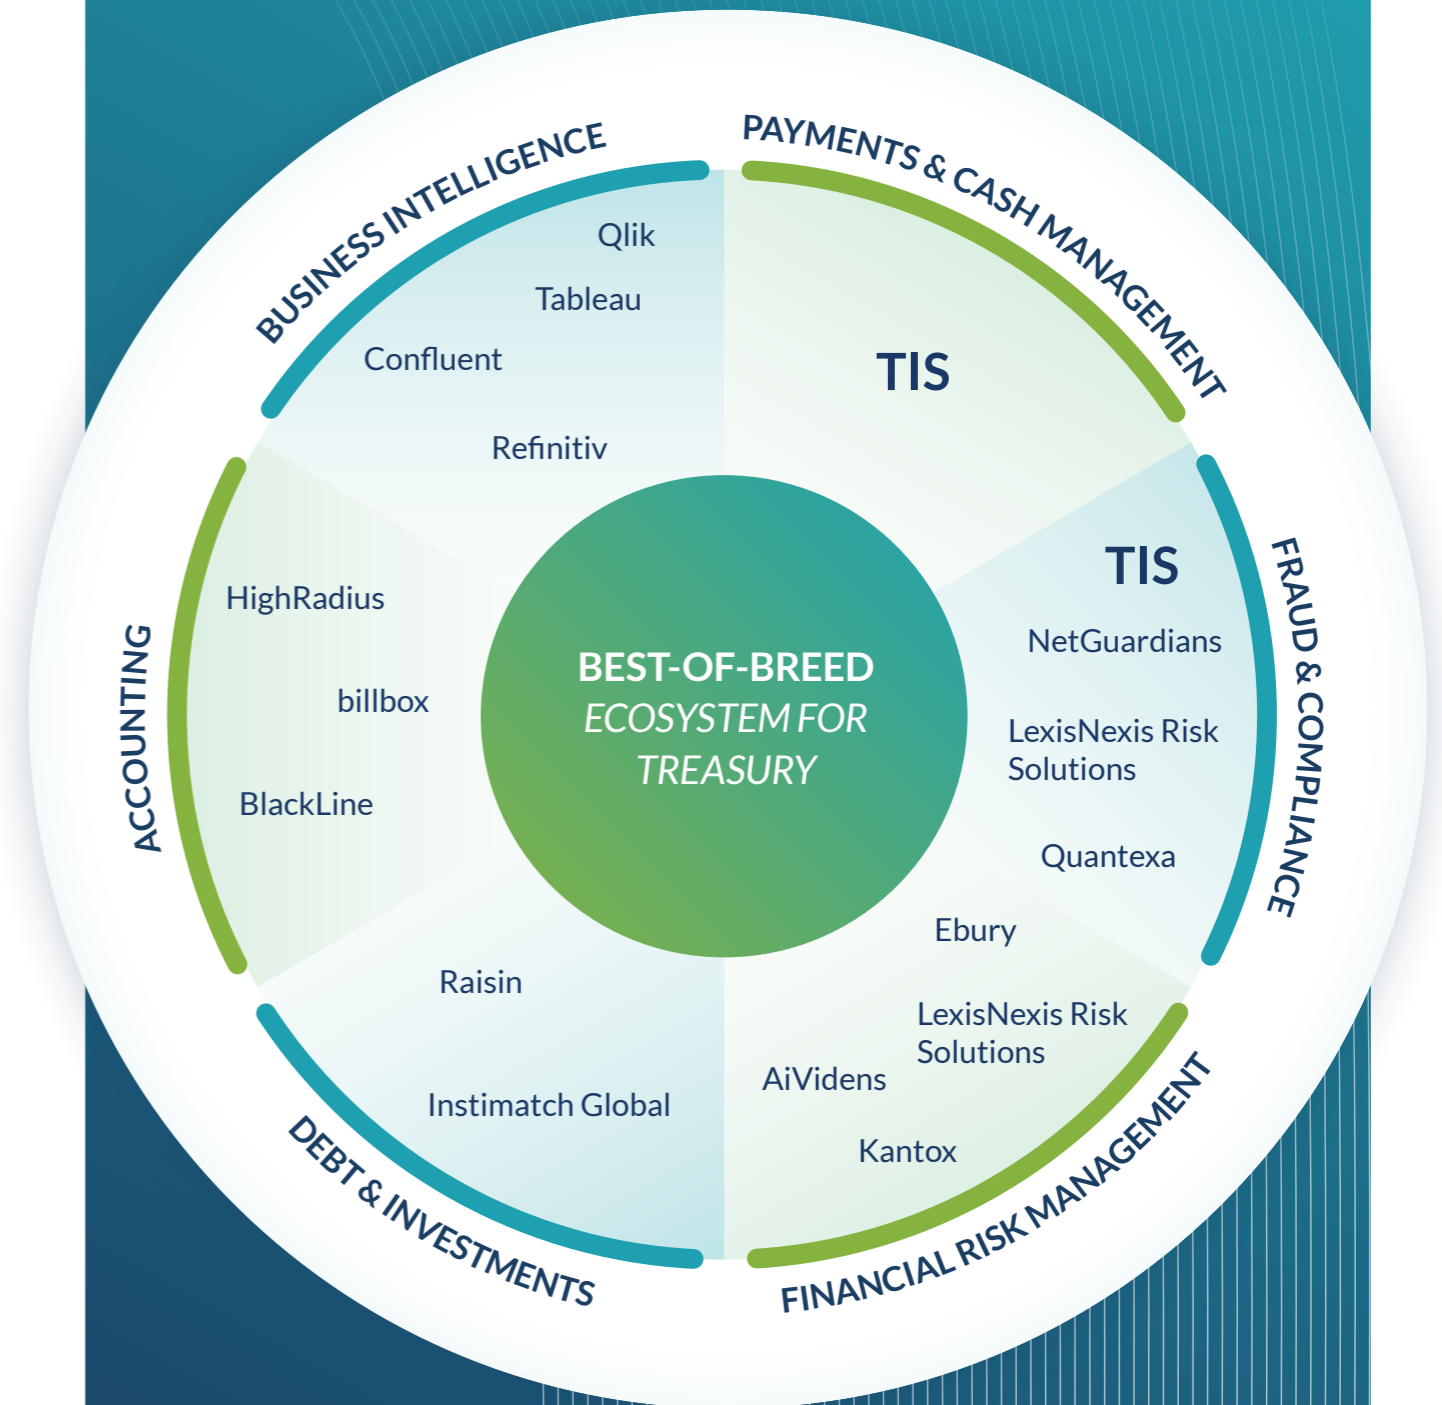 BUSINESS INTELLIGENCE
Qlik
Tableau
Confluent
Refinitiv
PAYMENTS & CASH MANAGEMENT
TIS
FRAUD & COMPLIANCE
TIS
NetGuardians
LexisNexis Risk
Solutions
Quantexa
FINANCIAL RISK MANAGEMENT
Ebury
LexisNexis Risk
Solutions
AiVidens
Kantox
DEBT & INVESTMENTS
Raisin
Instimatch Global
ACCOUNTING
HighRadius
billbox
BlackLine
BEST-OF-BREED
ECOSYSTEM FOR
TREASURY